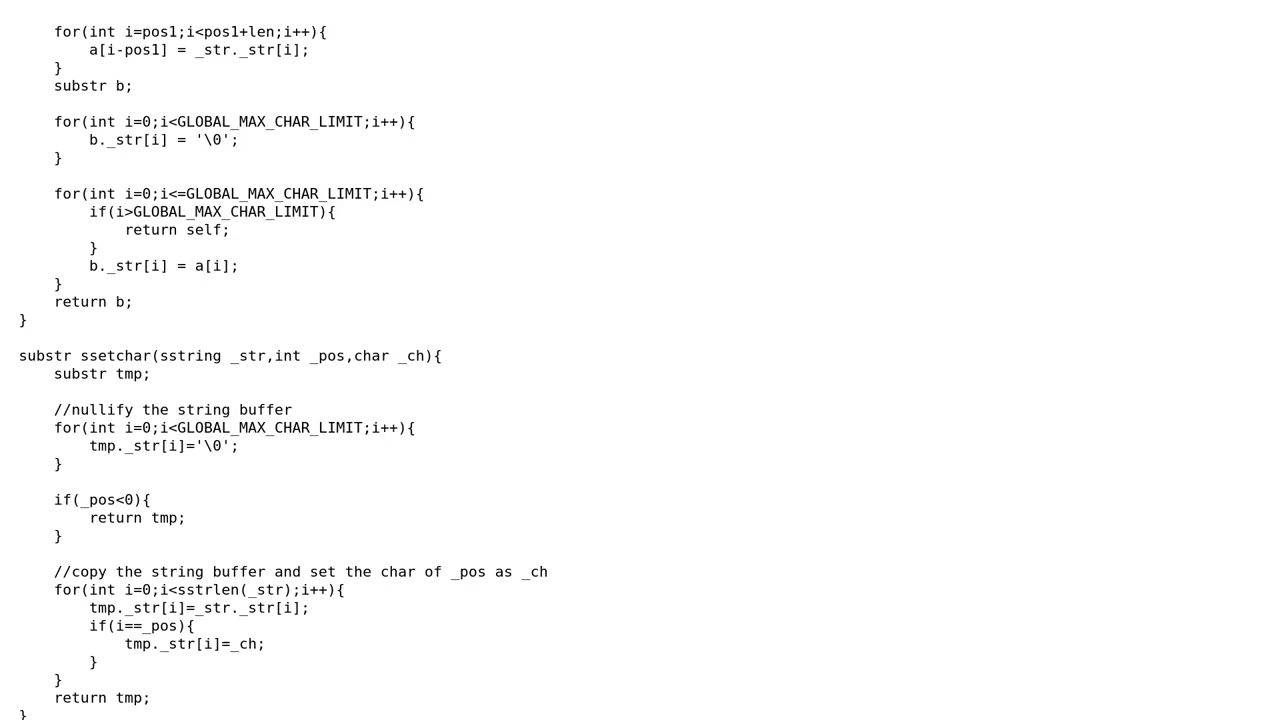 for(int i=pos1;i<pos1+len;i++){
        a[i-pos1] = _str._str[i];
    }
    substr b;

    for(int i=0;i<GLOBAL_MAX_CHAR_LIMIT;i++){
        b._str[i] = '\0';
    }

    for(int i=0;i<=GLOBAL_MAX_CHAR_LIMIT;i++){
        if(i>GLOBAL_MAX_CHAR_LIMIT){
            return self;
        }
        b._str[i] = a[i];
    }
    return b;
}

substr ssetchar(sstring _str,int _pos,char _ch){
    substr tmp;

    //nullify the string buffer
    for(int i=0;i<GLOBAL_MAX_CHAR_LIMIT;i++){
        tmp._str[i]='\0';
    }

    if(_pos<0){
        return tmp;
    }

    //copy the string buffer and set the char of _pos as _ch
    for(int i=0;i<sstrlen(_str);i++){
        tmp._str[i]=_str._str[i];
        if(i==_pos){
            tmp._str[i]=_ch;
        }
    }
    return tmp;
}